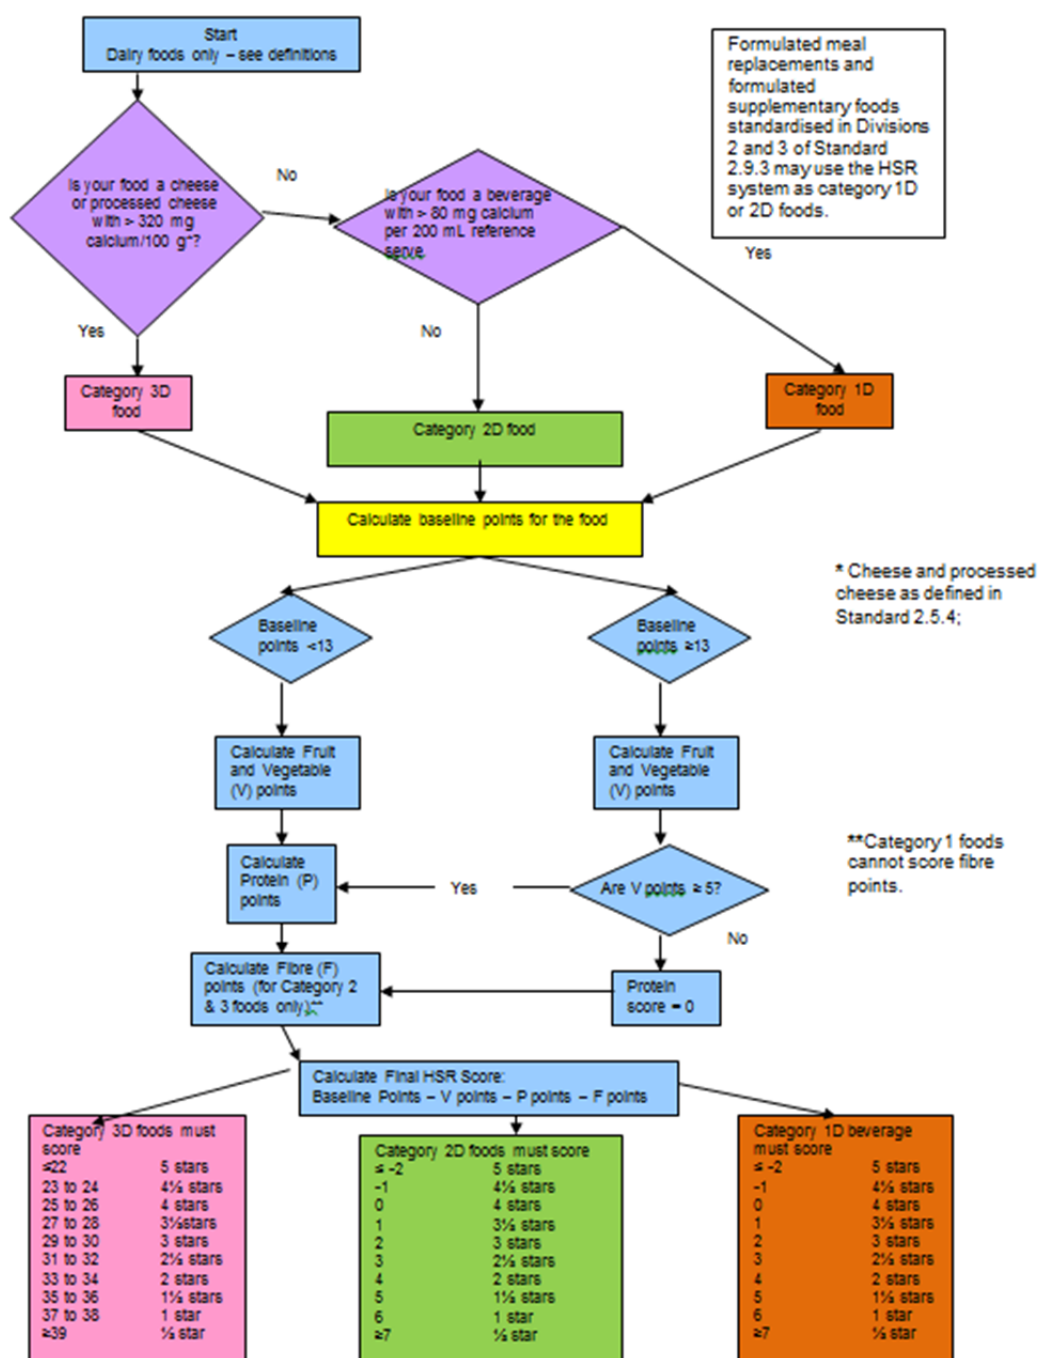 Start
Dairy foods only – see definitions
Formulated meal
replacements and
formulated
supplementary foods
standardised in Divisions
2 and 3 of Standard
2.9.3 may use the HSR
system as category 1D
or 2D foods.
Is your food a cheese
or processed cheese
with > 320 mg
calcium/100 g*?
No
Is your food a beverage
with > 80 mg calcium
per 200 mL reference
serve
Yes
Yes
No
Category 3D
food
Category 2D food
Category 1D
food
Calculate baseline points for the food
* Cheese and processed
cheese as defined in
Standard 2.5.4;
Baseline
points <13
Baseline
points ≥13
Calculate Fruit
and Vegetable
(V) points
Calculate Fruit
and Vegetable
(V) points
**Category 1 foods
cannot score fibre
points.
Calculate
Protein (P)
points
Yes
Are V points ≥ 5?
No
Calculate Fibre (F)
points (for Category 2
& 3 foods only)**
Protein
score = 0
Calculate Final HSR Score:
Baseline Points – V points – P points – F points
Category 3D foods must
score
≤22 5 stars
23 to 24 4½ stars
25 to 26 4 stars
27 to 28 3½stars
29 to 30 3 stars
31 to 32 2½ stars
33 to 34 2 stars
35 to 36 1½ stars
37 to 38 1 star
≥39 ½ star
Category 2D foods must score
≤ -2 5 stars
-1 4½ stars
0 4 stars
1 3½ stars
2 3 stars
3 2½ stars
4 2 stars
5 1½ stars
6 1 star
≥7 ½ star
Category 1D beverage
must score
≤ -2 5 stars
-1 4½ stars
0 4 stars
1 3½ stars
2 3 stars
3 2½ stars
4 2 stars
5 1½ stars
6 1 star
≥7 ½ star